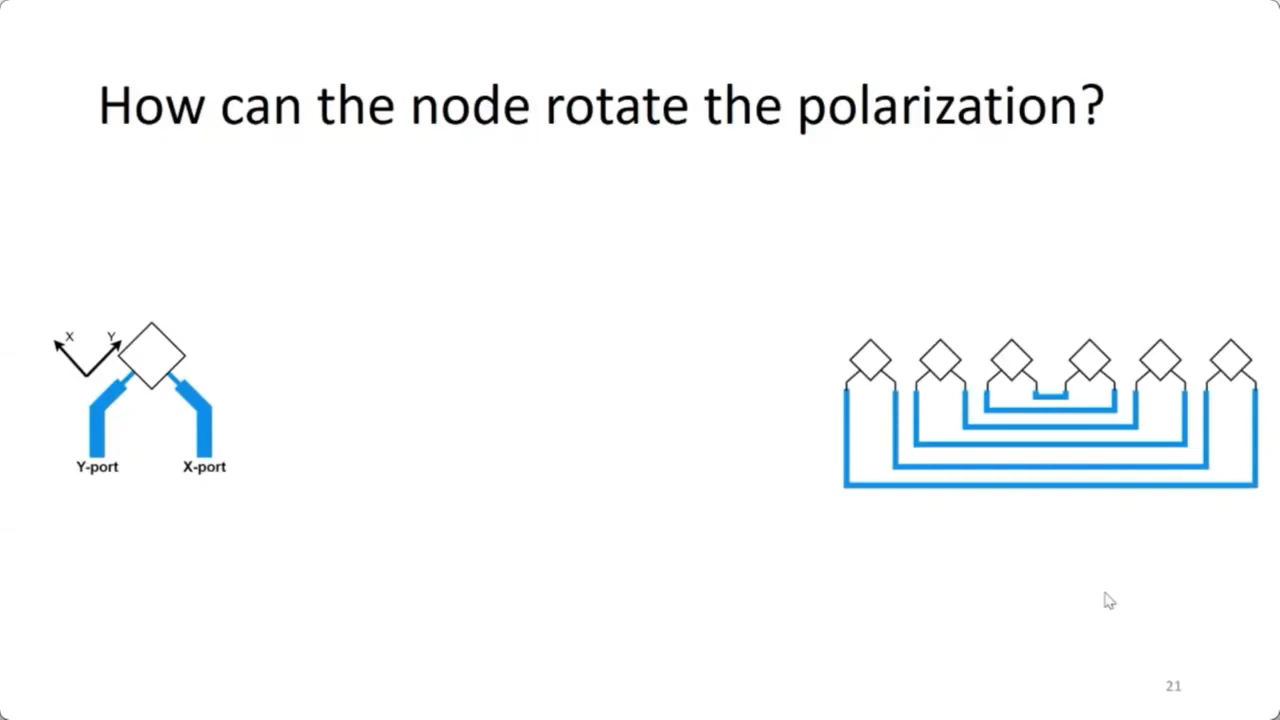 How can the node rotate the polarization?
X Y
Y-port X-port
21